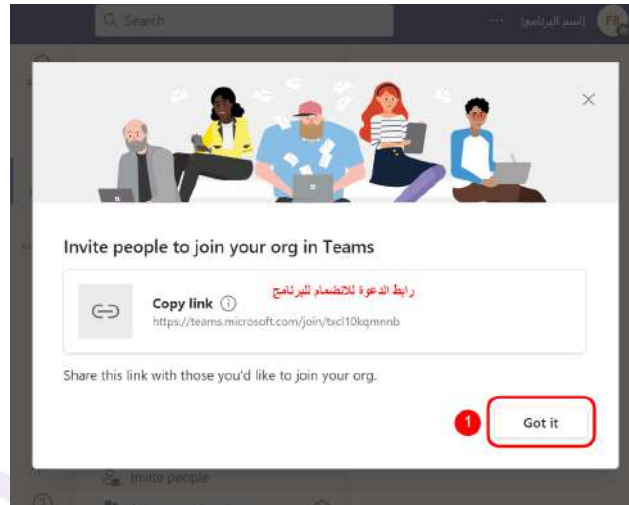 Search
[اسم البرنامج]
FB
Invite people to join your org in Teams
رابط الدعوة للانضمام للبرنامج
Copy link
https://teams.microsoft.com/join/txcl10kqmnnb
Share this link with those you'd like to join your org.
1
Got it
Invite people